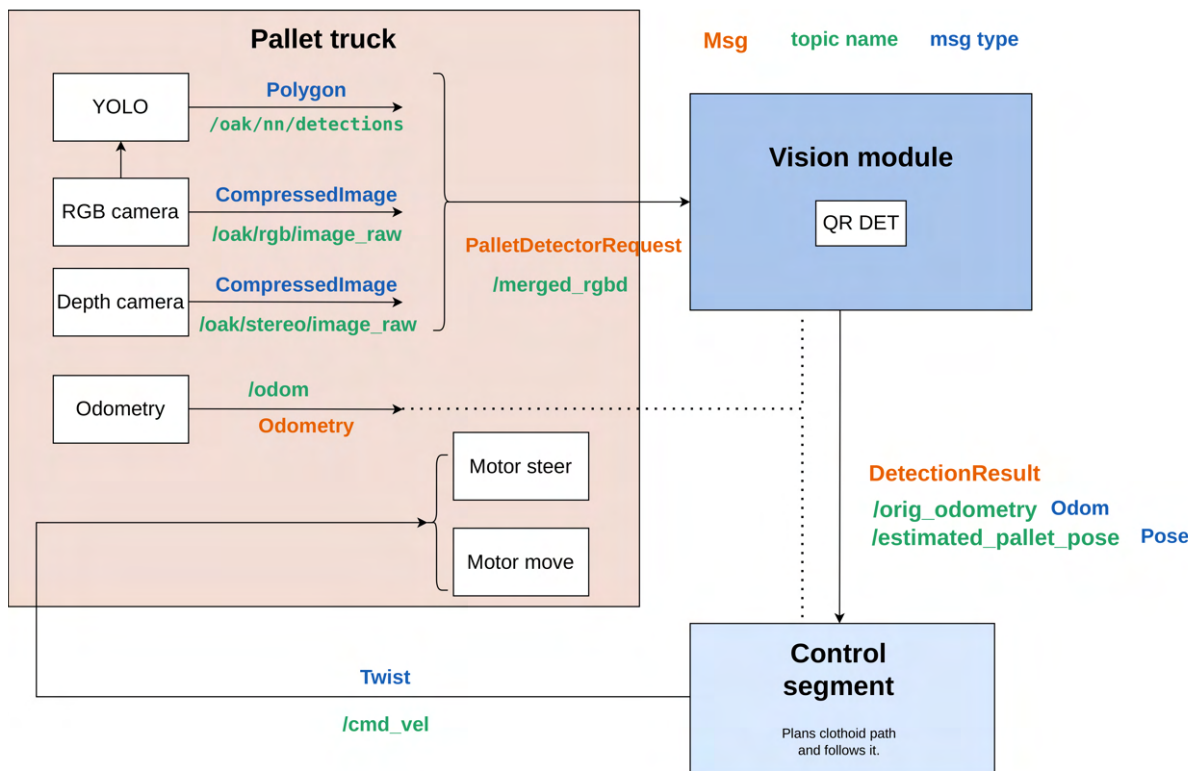 Pallet truck
Msg topic name msg type
YOLO
Polygon
/oak/nn/detections
RGB camera
CompressedImage
/oak/rgb/image_raw
Depth camera
CompressedImage
/oak/stereo/image_raw
PalletDetectorRequest
/merged_rgbd
Vision module
QR DET
Odometry
/odom
Odometry
Motor steer
Motor move
DetectionResult
/orig_odometry Odom
/estimated_pallet_pose Pose
Twist
/cmd_vel
Control
segment
Plans clothoid path
and follows it.